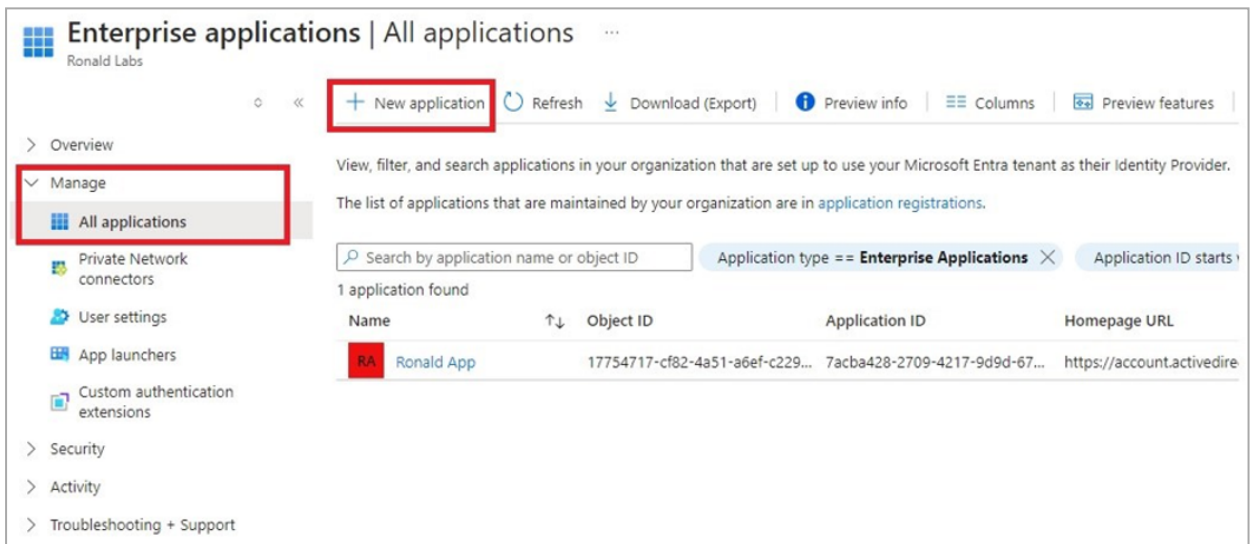 Enterprise applications | All applications ...
Ronald Labs
New application
Refresh
Download (Export)
Preview info
Columns
Preview features
Overview
Manage
All applications
Private Network
connectors
User settings
App launchers
Custom authentication
extensions
Security
Activity
Troubleshooting + Support
View, filter, and search applications in your organization that are set up to use your Microsoft Entra tenant as their Identity Provider.
The list of applications that are maintained by your organization are in application registrations.
Search by application name or object ID
Application type == Enterprise Applications
Application ID starts
1 application found
Name Object ID Application ID Homepage URL
RA Ronald App 17754717-cf82-4a51-a6ef-c229... 7acba428-2709-4217-9d9d-67... https://account.activedire